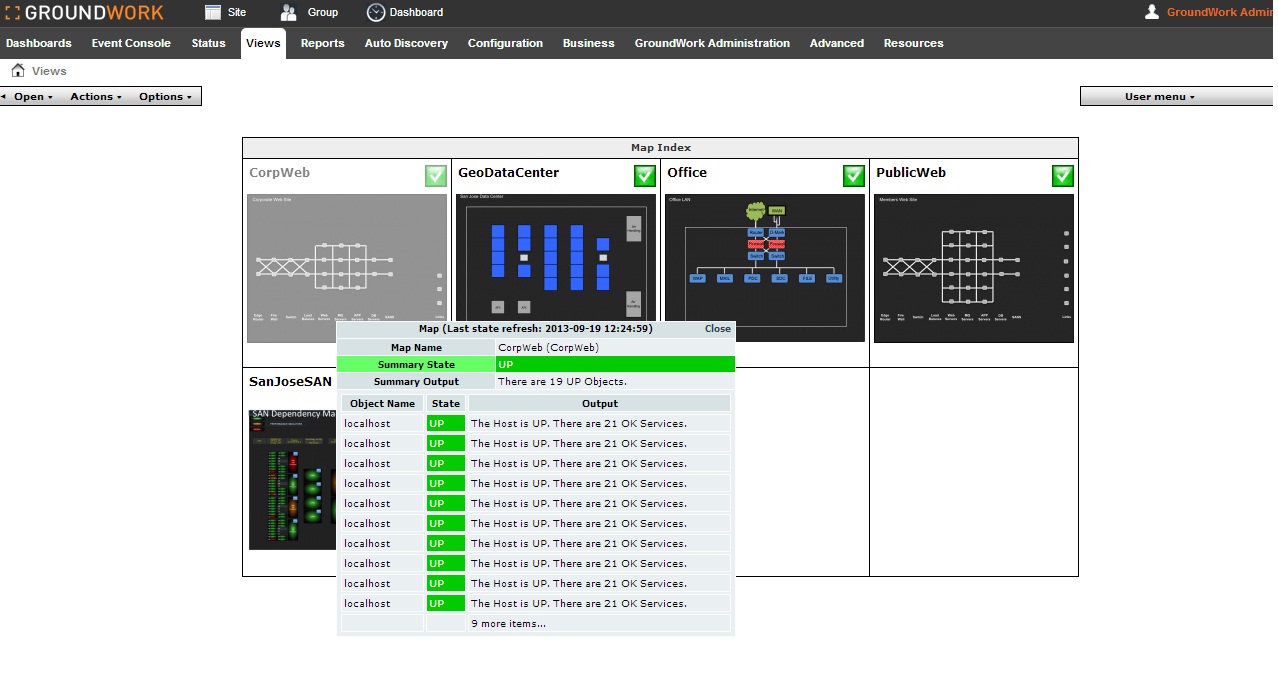 GROUNDWORK
Site
Group
Dashboard
GroundWork Admin
Dashboards
Event Console
Status
Views
Reports
Auto Discovery
Configuration
Business
GroundWork Administration
Advanced
Resources
Views
Open
Actions
Options
User menu
Map Index
CorpWeb
GeoDataCenter
Office
PublicWeb
Corporate Web Site
San Jose Data Center
Office LAN
Members Web Site
Map (Last state refresh: 2013-09-19 12:24:59) Close
Map Name CorpWeb (CorpWeb)
Summary State UP
Summary Output There are 19 UP Objects.
Object Name State Output
localhost UP The Host is UP. There are 21 OK Services.
localhost UP The Host is UP. There are 21 OK Services.
localhost UP The Host is UP. There are 21 OK Services.
localhost UP The Host is UP. There are 21 OK Services.
localhost UP The Host is UP. There are 21 OK Services.
localhost UP The Host is UP. There are 21 OK Services.
localhost UP The Host is UP. There are 21 OK Services.
localhost UP The Host is UP. There are 21 OK Services.
localhost UP The Host is UP. There are 21 OK Services.
localhost UP The Host is UP. There are 21 OK Services.
9 more items...
SanJoseSAN
SAN Dependency Ma